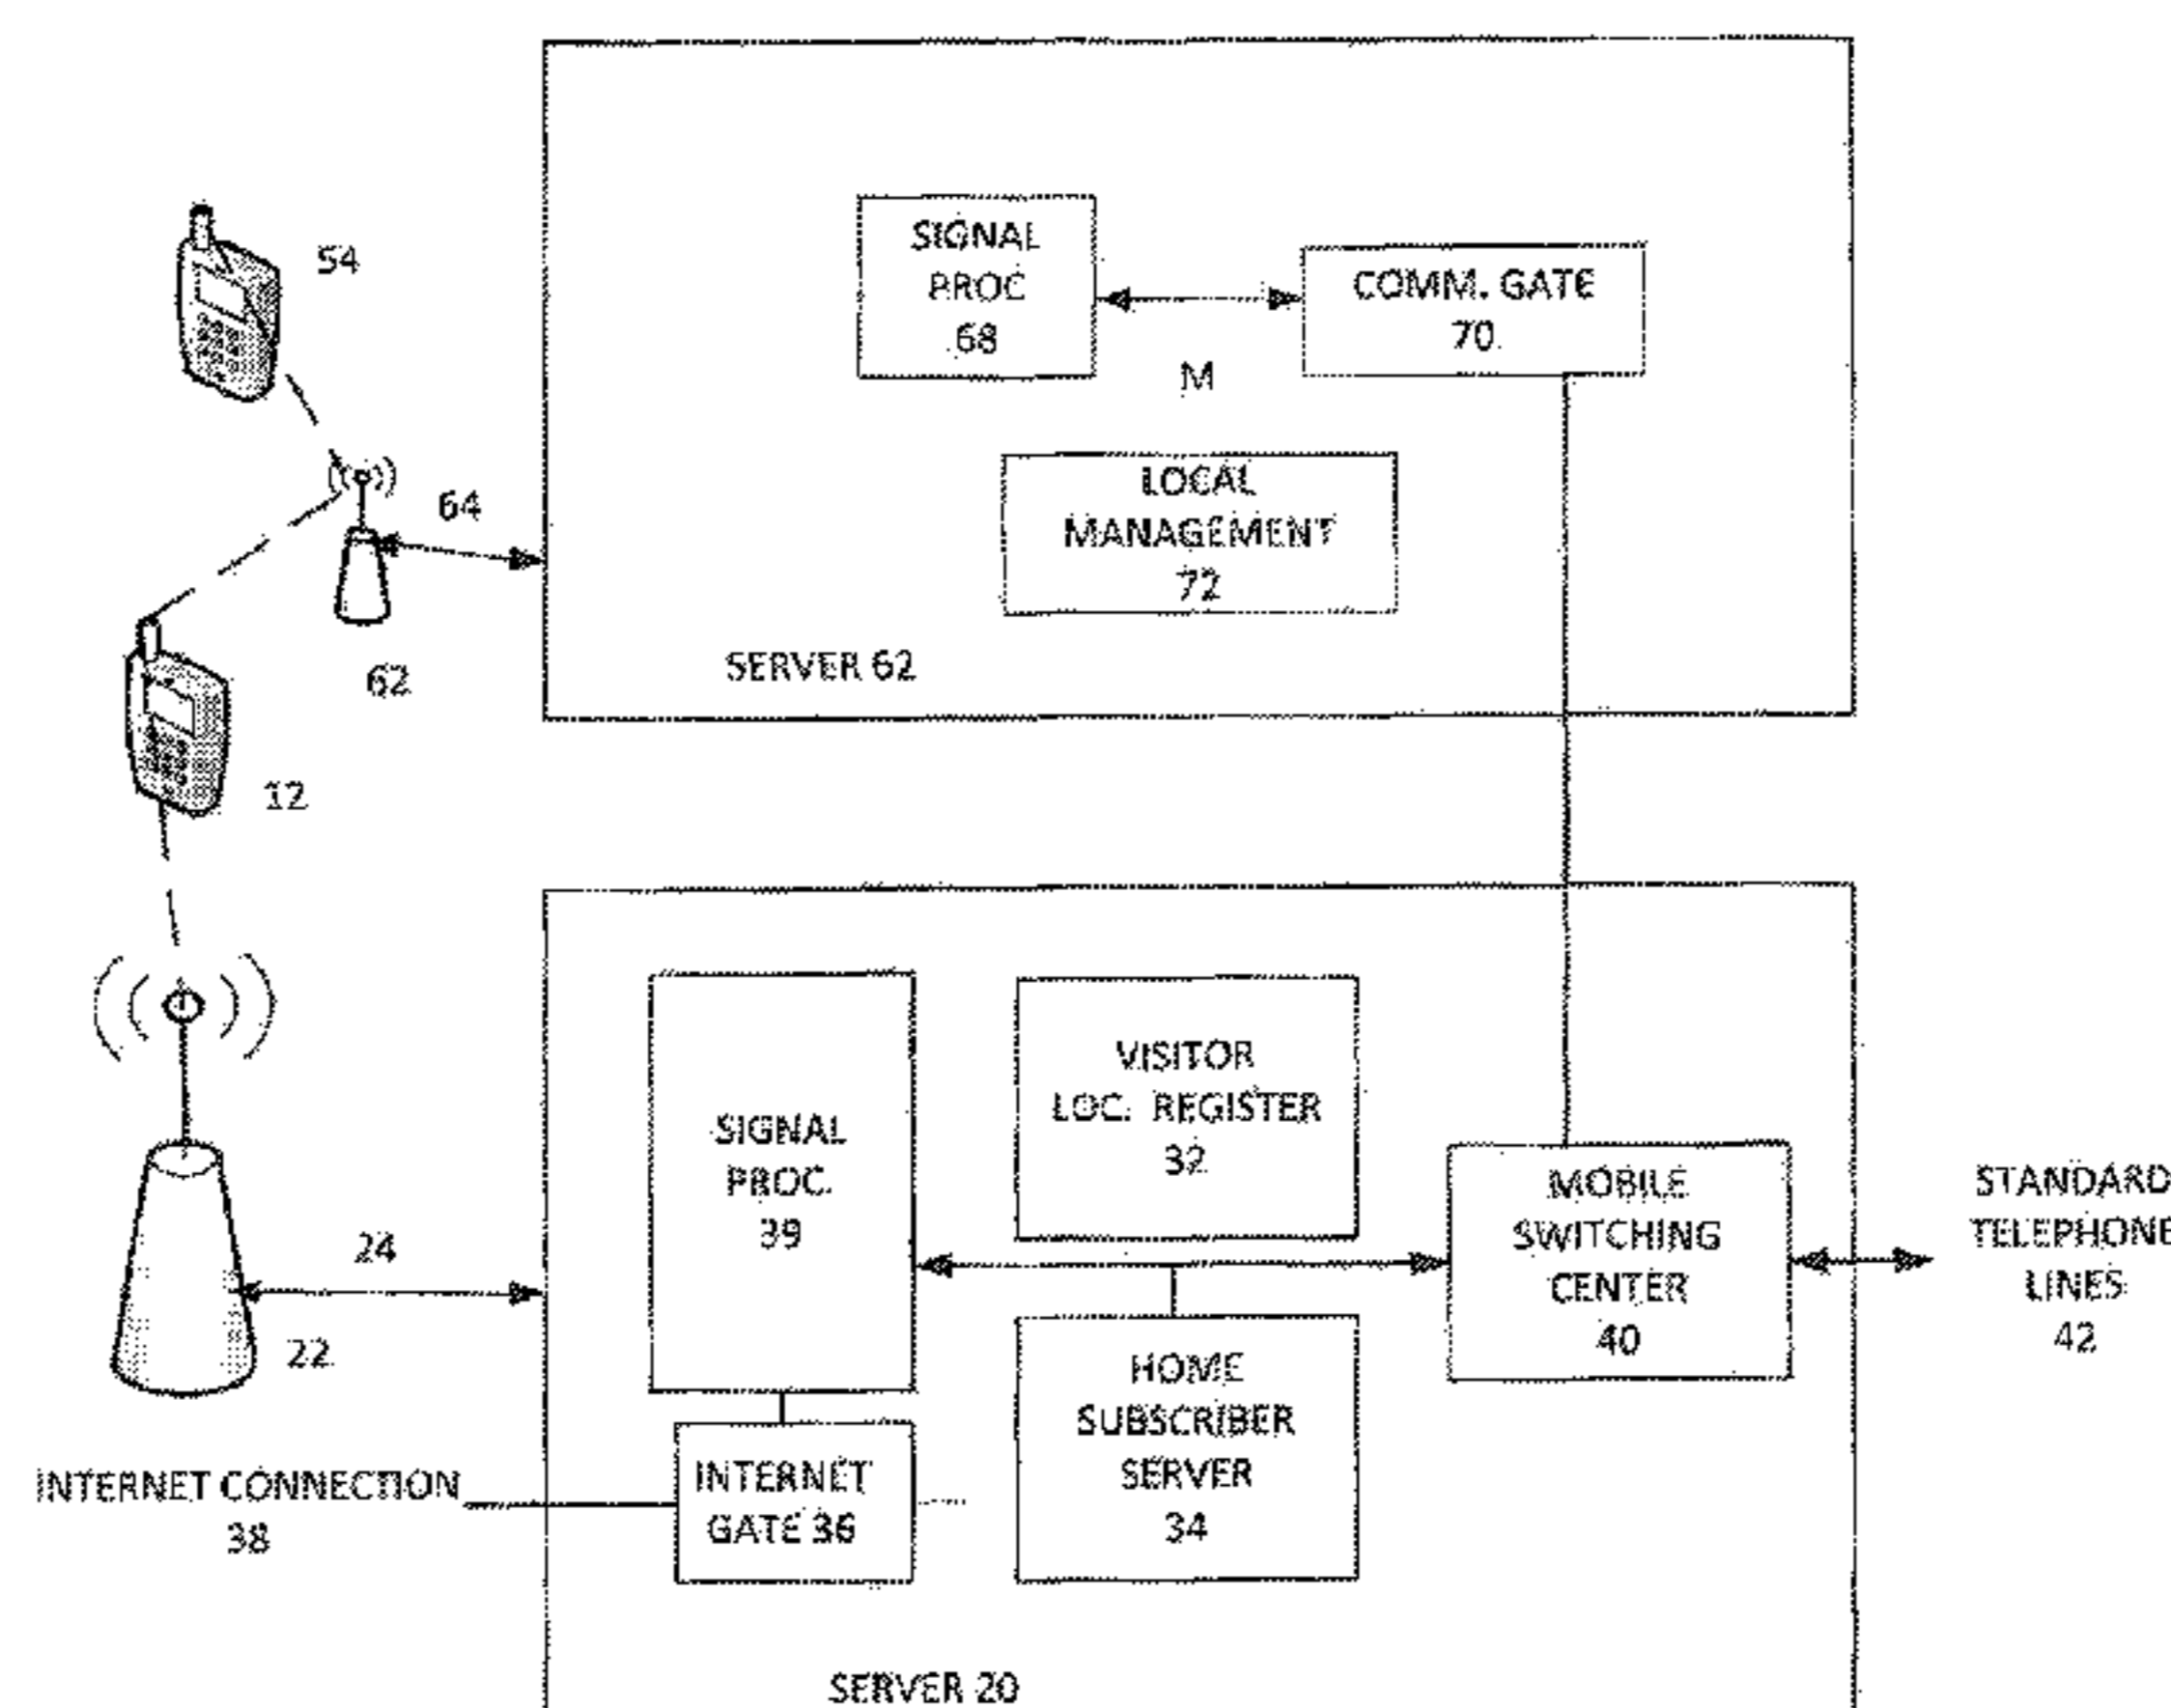 SIGNAL
PROC
68
COMM. GATE
70
M
LOCAL
MANAGEMENT
72
SERVER 62
54
64
62
12
SIGNAL
PROC.
39
VISITOR
LOC. REGISTER
32
MOBILE
SWITCHING
CENTER
40
STANDARD
TELEPHONE
LINES
42
24
22
HOME
SUBSCRIBER
SERVER
34
INTERNET
GATE 36
INTERNET CONNECTION
38
SERVER 20